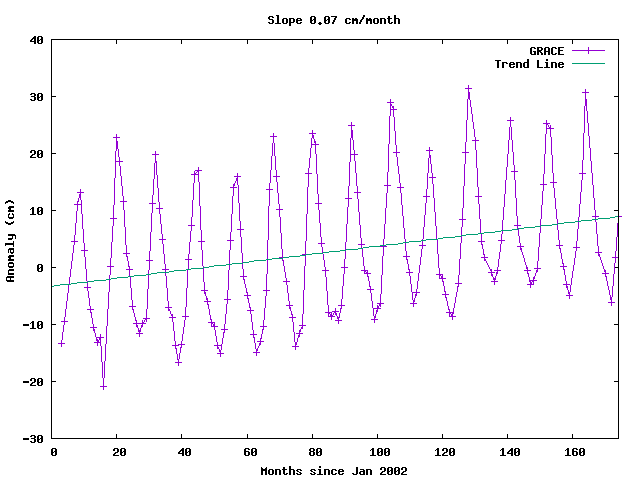 Slope 0.07 cm/month
GRACE
Trend Line
Anomaly (cm)
40
30
20
10
0
-10
-20
-30
0 20 40 60 80 100 120 140 160
Months since Jan 2002